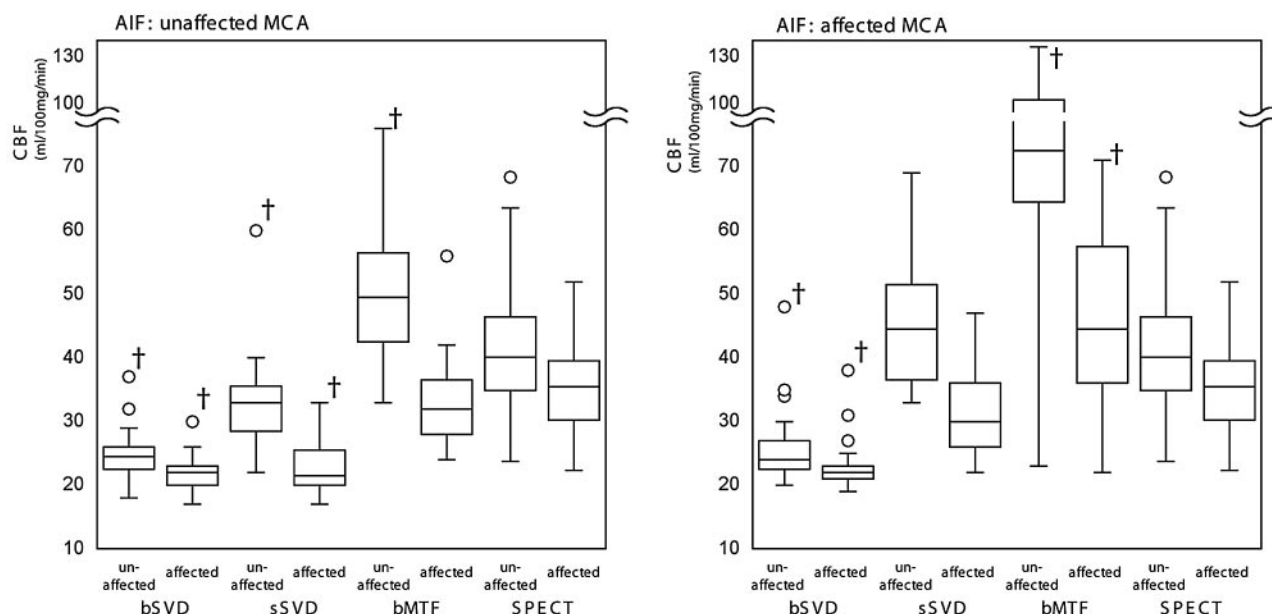 AIF: unaffected MCA
CBF
(ml/100mg/min)
130
100
70
60
50
40
30
20
10
†
†
†
†
†
un-
affected
affected
un-
affected
affected
un-
affected
affected
un-
affected
affected
bSVD
sSVD
bMTF
SPECT
AIF: affected MCA
CBF
(ml/100mg/min)
130
100
70
60
50
40
30
20
10
†
†
†
†
un-
affected
affected
un-
affected
affected
un-
affected
affected
un-
affected
affected
bSVD
sSVD
bMTF
SPECT